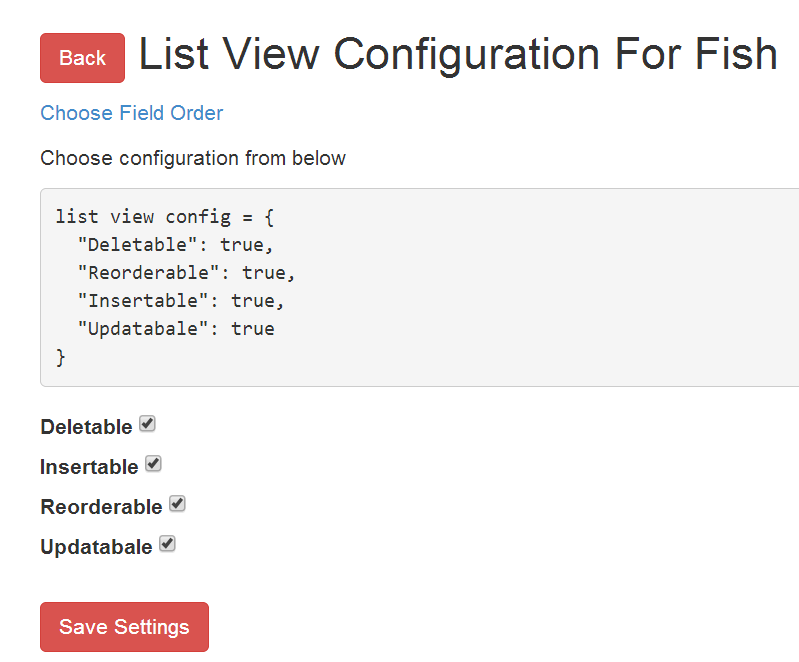 Back List View Configuration For Fish
Choose Field Order
Choose configuration from below
list view config = {
  "Deletable": true,
  "Reorderable": true,
  "Insertable": true,
  "Updatabale": true
}
Deletable
Insertable
Reorderable
Updatabale
Save Settings